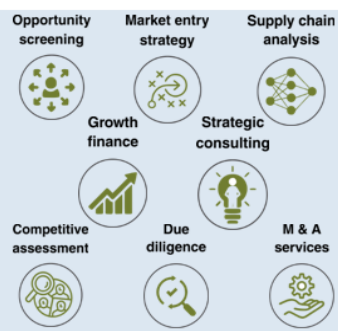 Opportunity
screening
Market entry
strategy
Supply chain
analysis
Growth
finance
Strategic
consulting
Competitive
assessment
Due
diligence
M & A
services